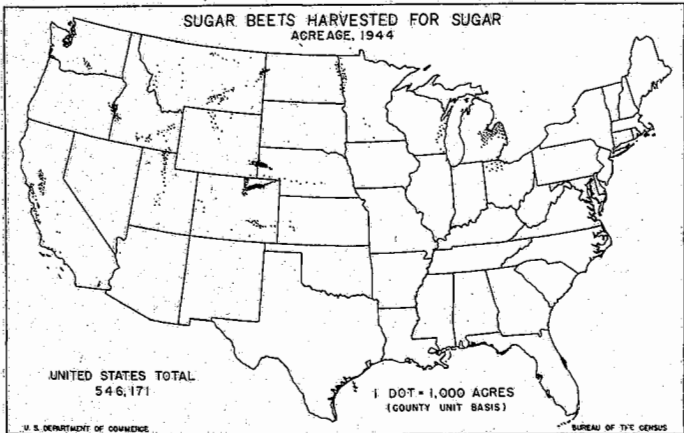 SUGAR BEETS HARVESTED FOR SUGAR
ACREAGE, 1944
UNITED STATES TOTAL
546,171
1 DOT = 1,000 ACRES
(COUNTY UNIT BASIS)
U. S. DEPARTMENT OF COMMERCE
BUREAU OF THE CENSUS